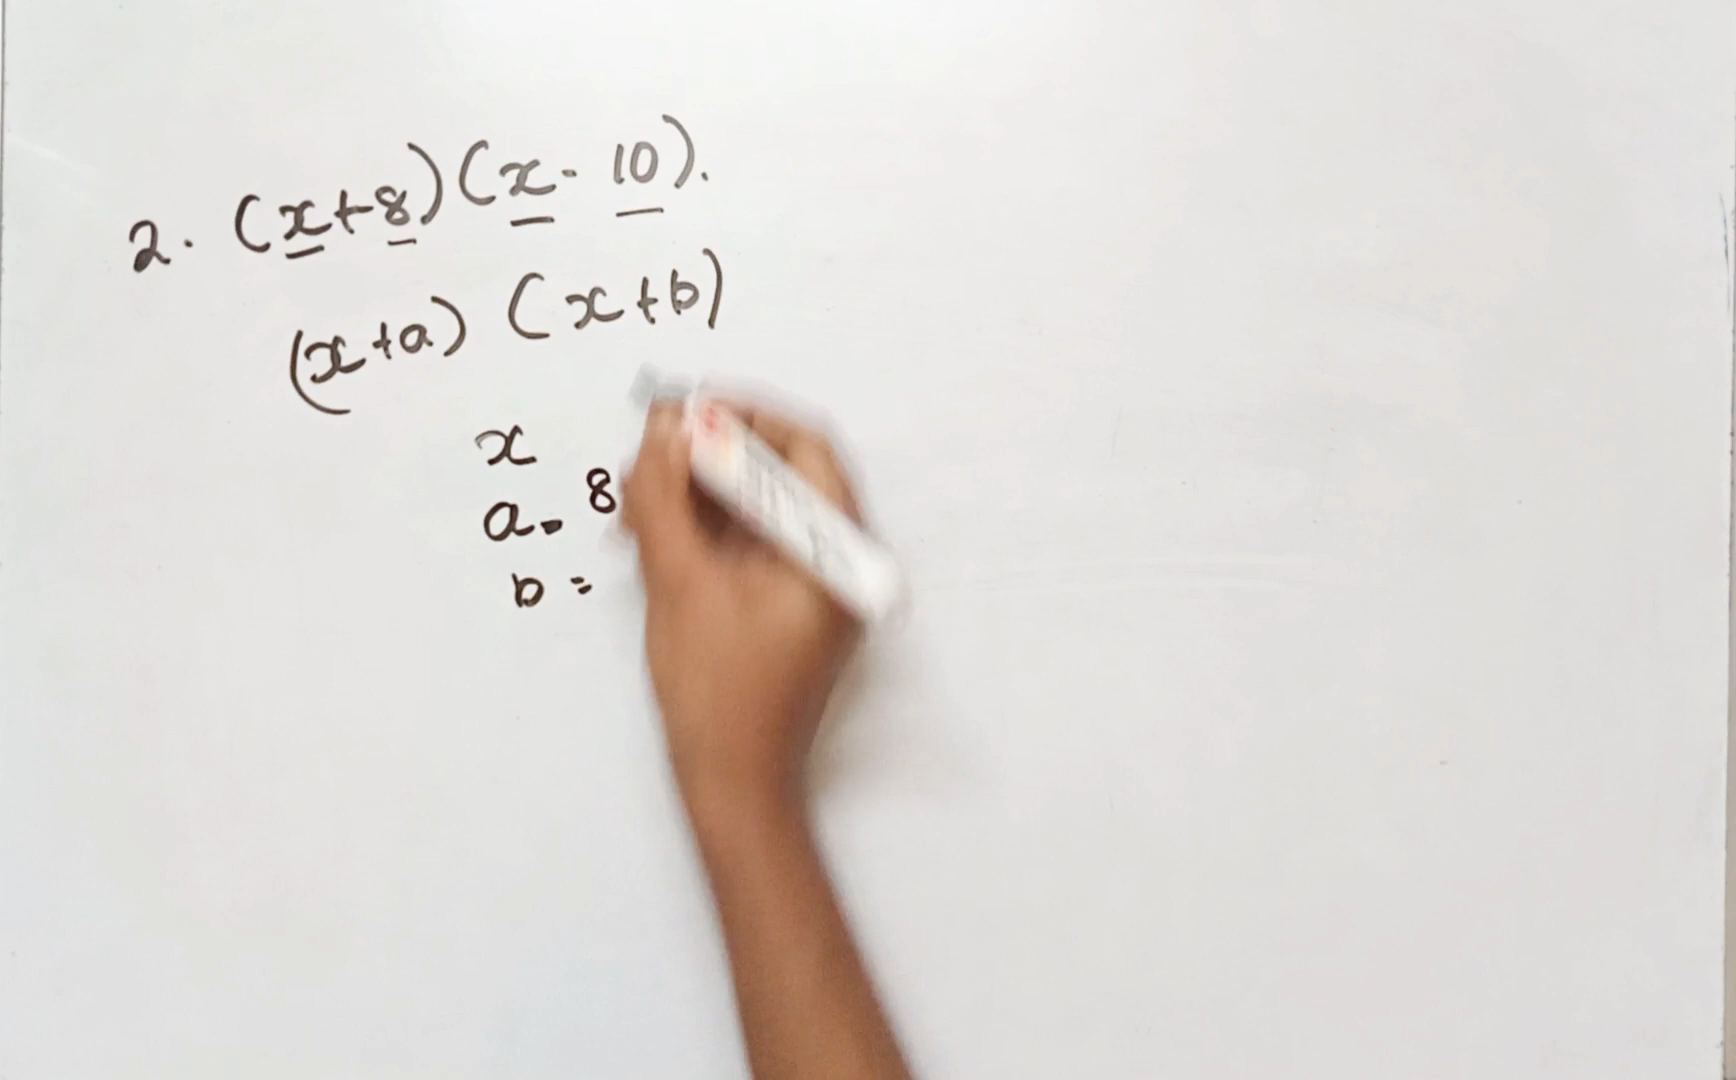 2. (x+8)(x- 10).
(x+a) (x+b)
x
a= 8
b =